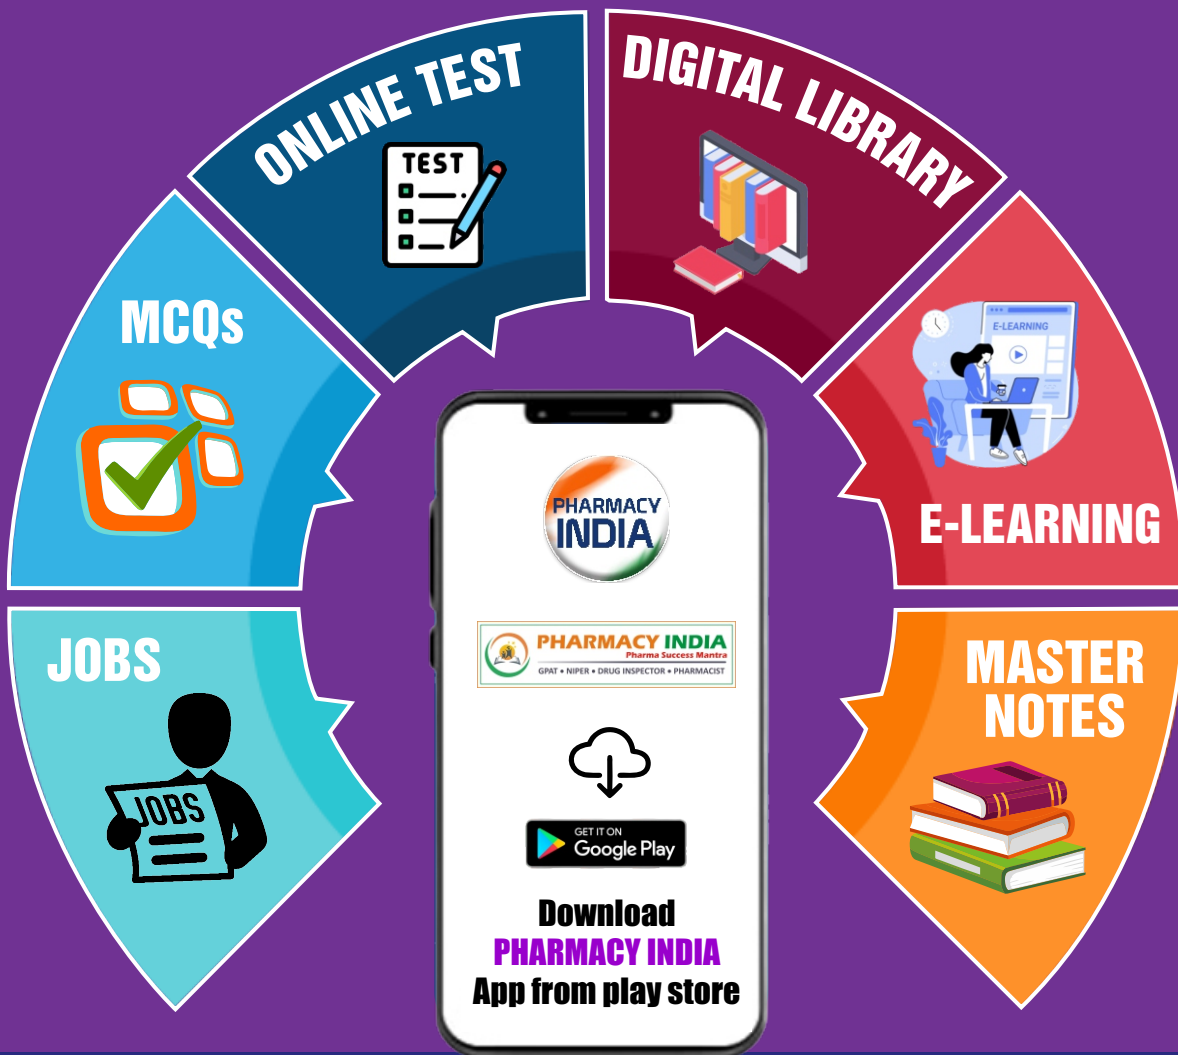 ONLINE TEST
TEST
DIGITAL LIBRARY
MCQs
E-LEARNING
E-LEARNING
JOBS
JOBS
MASTER
NOTES
PHARMACY
INDIA
PHARMACY INDIA
Pharma Success Mantra
GPAT • NIPER • DRUG INSPECTOR • PHARMACIST
GET IT ON
Google Play
Download
PHARMACY INDIA
App from play store